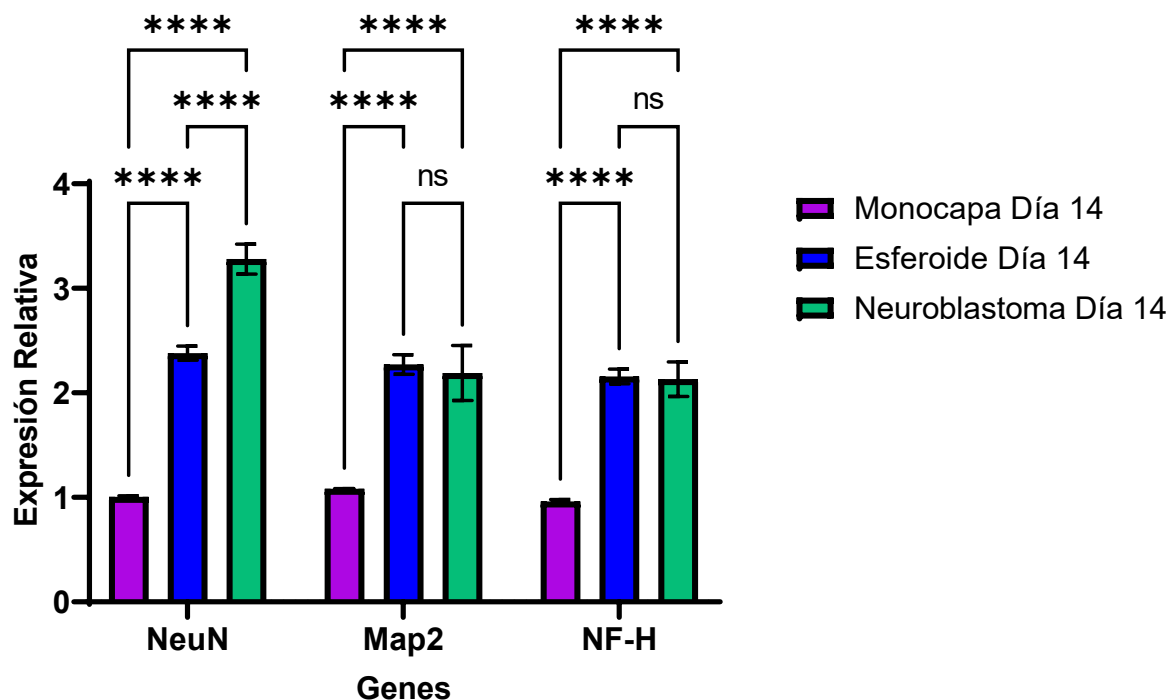 **** **** ****
**** **** ns
**** ns ****
4
3
2
1
0
Expresión Relativa
NeuN Map2 NF-H
Genes
Monocapa Día 14
Esferoide Día 14
Neuroblastoma Día 14